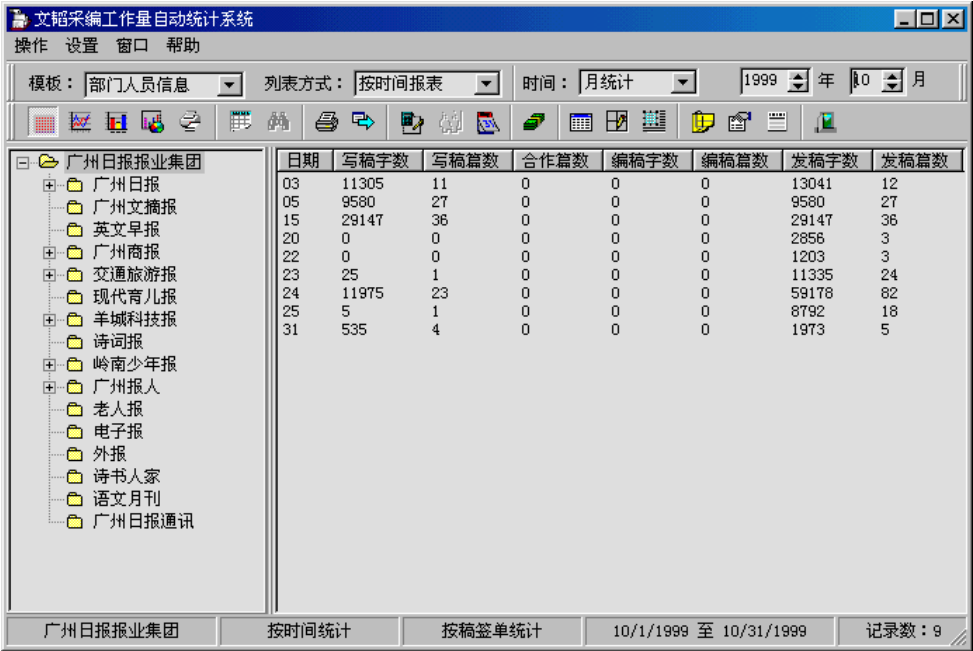 文韬采编工作量自动统计系统
操作 设置 窗口 帮助
模板： 部门人员信息 列表方式： 按时间报表 时间： 月统计 1999 年 10 月
广州日报报业集团
广州日报
广州文摘报
英文早报
广州商报
交通旅游报
现代育儿报
羊城科技报
诗词报
岭南少年报
广州报人
老人报
电子报
外报
诗书人家
语文月刊
广州日报通讯
日期 写稿字数 写稿篇数 合作篇数 编稿字数 编稿篇数 发稿字数 发稿篇数
03 11305 11 0 0 0 13041 12
05 9580 27 0 0 0 9580 27
15 29147 36 0 0 0 29147 36
20 0 0 0 0 0 2856 3
22 0 0 0 0 0 1203 3
23 25 1 0 0 0 11335 24
24 11975 23 0 0 0 59178 82
25 5 1 0 0 0 8792 18
31 535 4 0 0 0 1973 5
广州日报报业集团 按时间统计 按稿签单统计 10/1/1999 至 10/31/1999 记录数：9